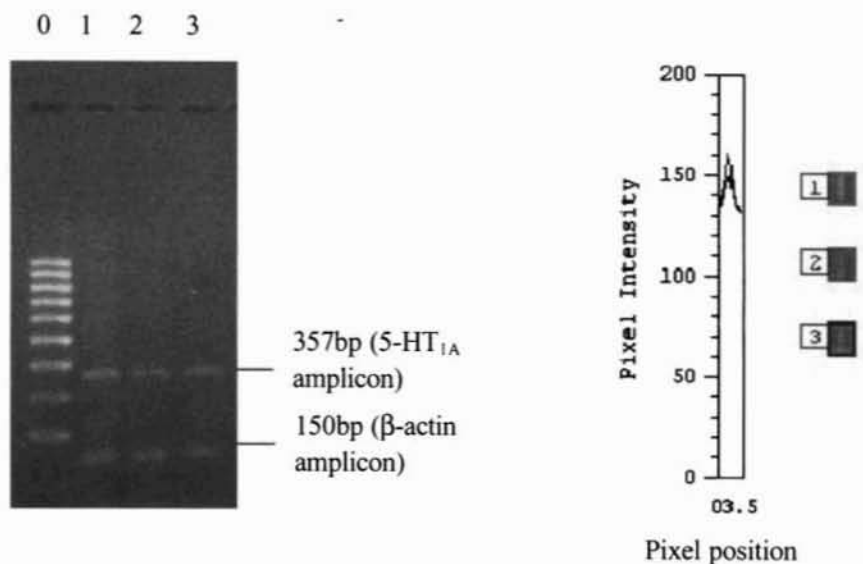 0 1 2 3
357bp (5-HT1A
amplicon)
150bp (β-actin
amplicon)
200
150
100
50
0
Pixel Intensity
03.5
Pixel position
1
2
3